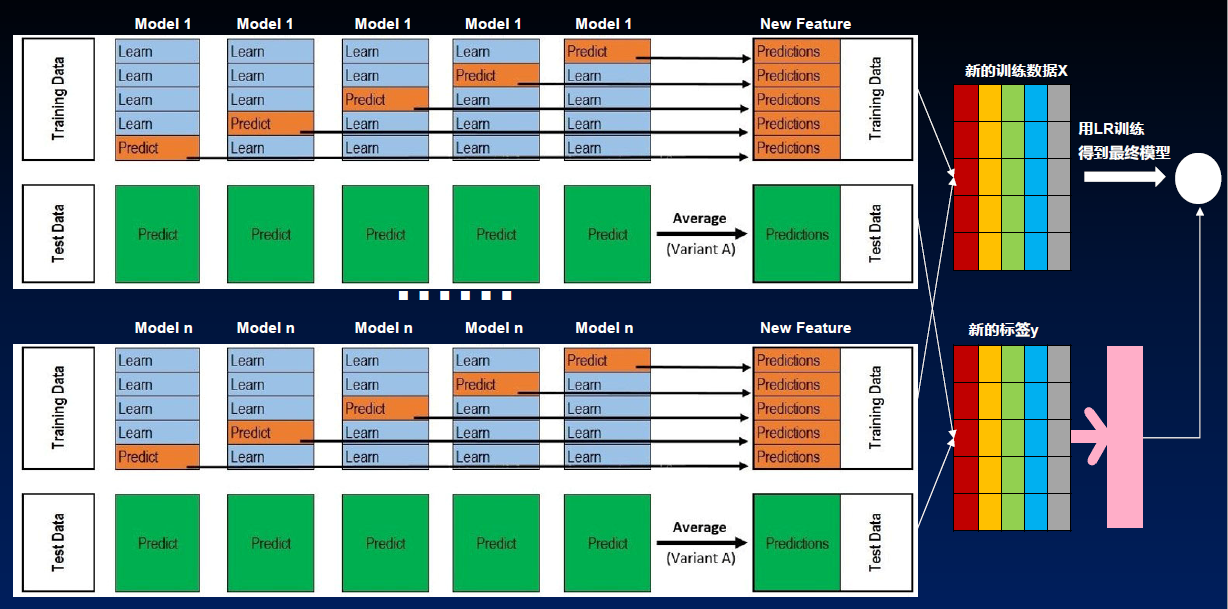 Model 1 Model 1 Model 1 Model 1 Model 1 New Feature
Training Data
Learn Learn Learn Learn Predict Predictions
Learn Learn Learn Predict Learn Predictions
Learn Learn Predict Learn Learn Predictions
Learn Predict Learn Learn Learn Predictions
Predict Learn Learn Learn Learn Predictions
Training Data
Test Data
Predict Predict Predict Predict Predict
Average
(Variant A)
Predictions
Test Data
Model n Model n Model n Model n Model n New Feature
Training Data
Learn Learn Learn Learn Predict Predictions
Learn Learn Learn Predict Learn Predictions
Learn Learn Predict Learn Learn Predictions
Learn Predict Learn Learn Learn Predictions
Predict Learn Learn Learn Learn Predictions
Training Data
Test Data
Predict Predict Predict Predict Predict
Average
(Variant A)
Predictions
Test Data
新的训练数据X
用LR训练
得到最终模型
新的标签y